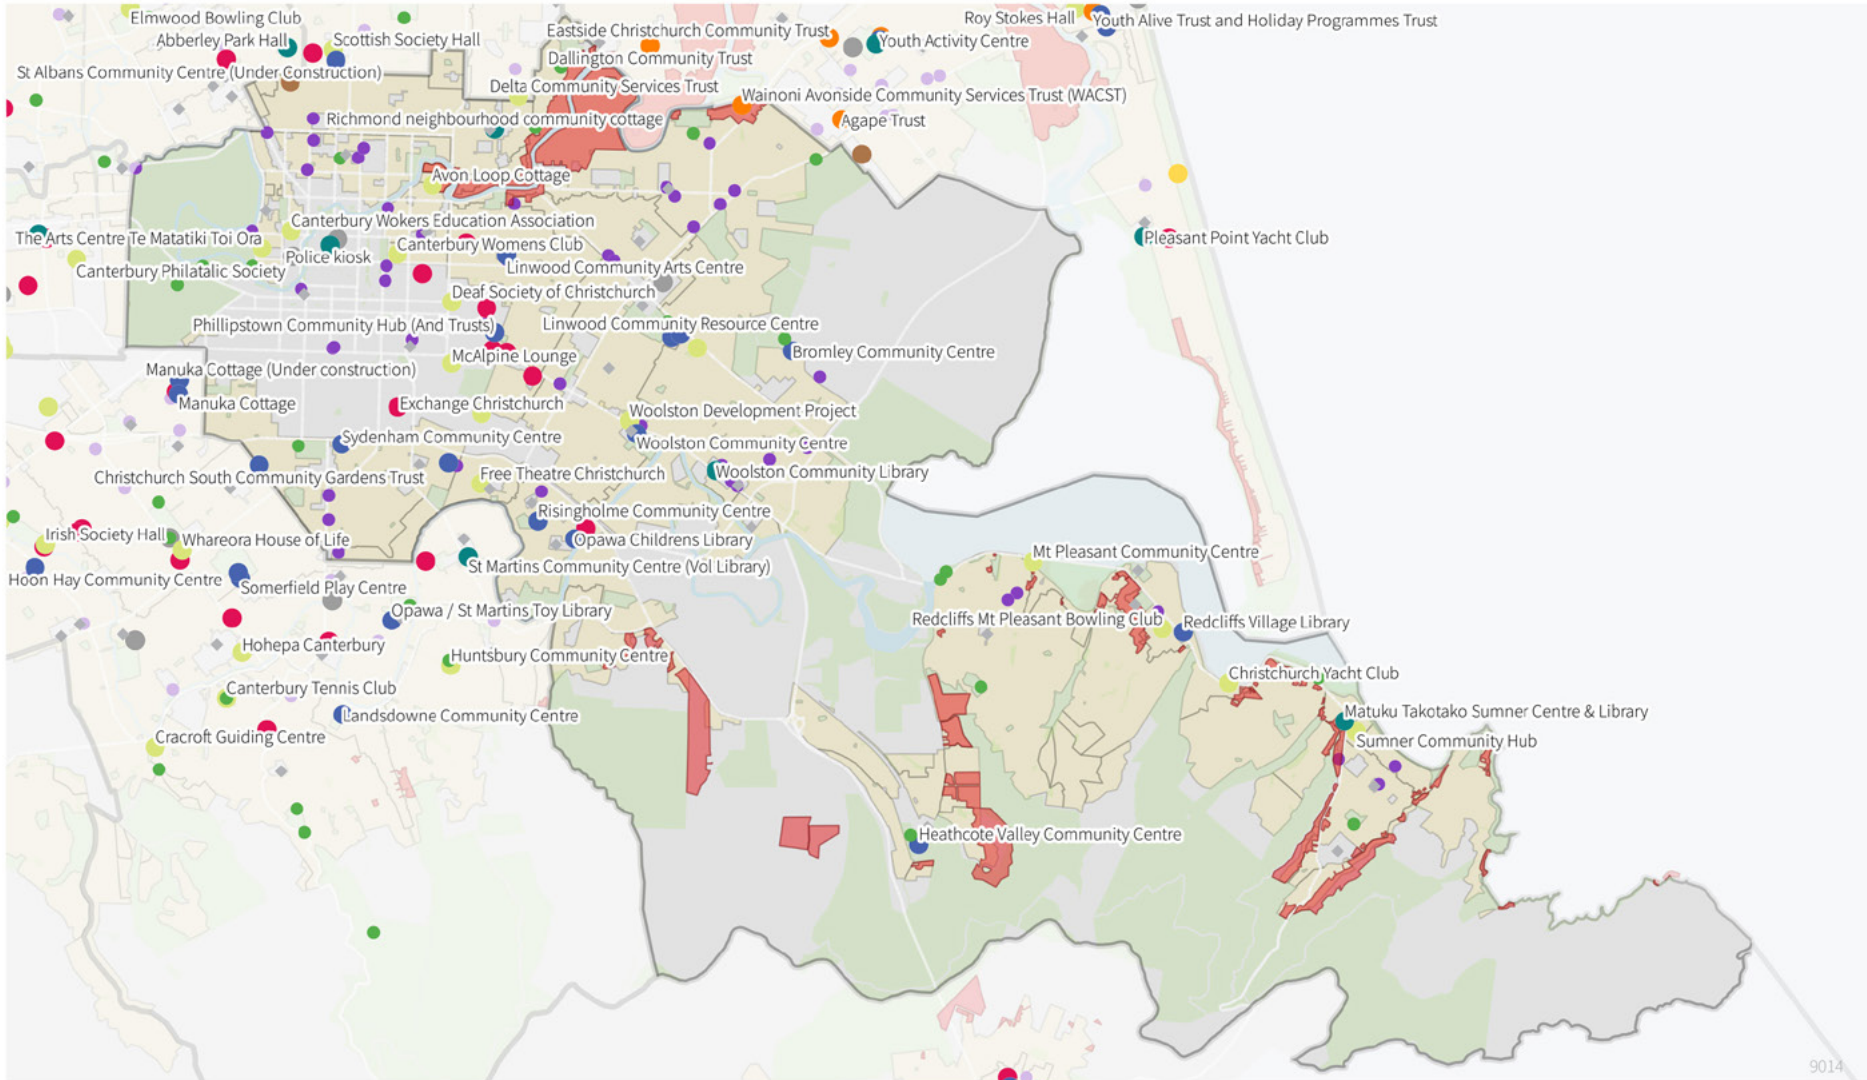 Elmwood Bowling Club
Roy Stokes Hall
Youth Alive Trust and Holiday Programmes Trust
Eastside Christchurch Community Trust
Abberley Park Hall
Scottish Society Hall
Youth Activity Centre
Dallington Community Trust
St Albans Community Centre (Under Construction)
Delta Community Services Trust
Wainoni Avonside Community Services Trust (WACST)
Richmond neighbourhood community cottage
Agape Trust
Avon Loop Cottage
Canterbury Wokers Education Association
The Arts Centre Te Matatiki Toi Ora
Pleasant Point Yacht Club
Canterbury Womens Club
Police kiosk
Linwood Community Arts Centre
Canterbury Philatalic Society
Deaf Society of Christchurch
Phillipstown Community Hub (And Trusts)
Linwood Community Resource Centre
Bromley Community Centre
McAlpine Lounge
Manuka Cottage (Under construction)
Manuka Cottage
Exchange Christchurch
Woolston Development Project
Sydenham Community Centre
Woolston Community Centre
Woolston Community Library
Free Theatre Christchurch
Christchurch South Community Gardens Trust
Risingholme Community Centre
Irish Society Hall
Whareora House of Life
Opawa Childrens Library
Mt Pleasant Community Centre
St Martins Community Centre (Vol Library)
Hoon Hay Community Centre
Somerfield Play Centre
Opawa / St Martins Toy Library
Redcliffs Mt Pleasant Bowling Club
Redcliffs Village Library
Hohepa Canterbury
Huntsbury Community Centre
Christchurch Yacht Club
Canterbury Tennis Club
Landsdowne Community Centre
Matuku Takotako Sumner Centre & Library
Cracroft Guiding Centre
Sumner Community Hub
Heathcote Valley Community Centre
9014